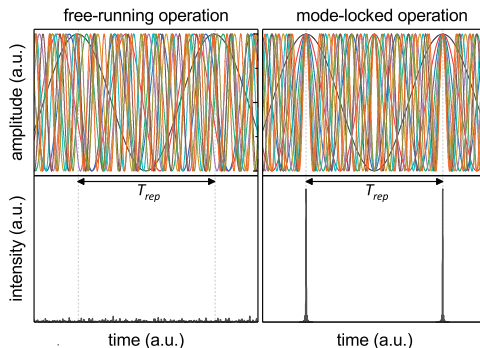 free-running operation
mode-locked operation
amplitude (a.u.)
T_rep
T_rep
intensity (a.u.)
time (a.u.)
time (a.u.)